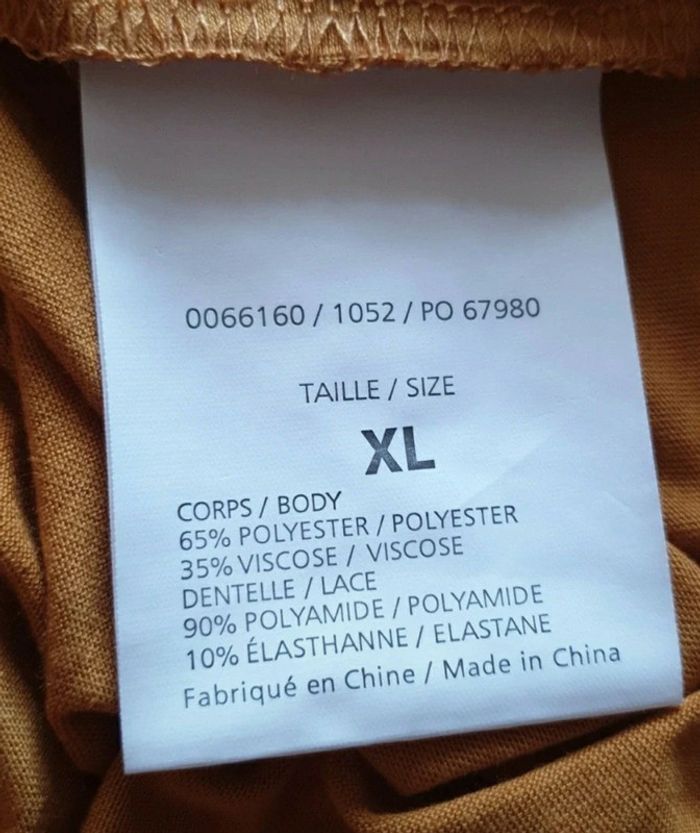 0066160 / 1052 / PO 67980
TAILLE / SIZE
XL
CORPS / BODY
65% POLYESTER / POLYESTER
35% VISCOSE / VISCOSE
DENTELLE / LACE
90% POLYAMIDE / POLYAMIDE
10% ÉLASTHANNE / ELASTANE
Fabriqué en Chine / Made in China